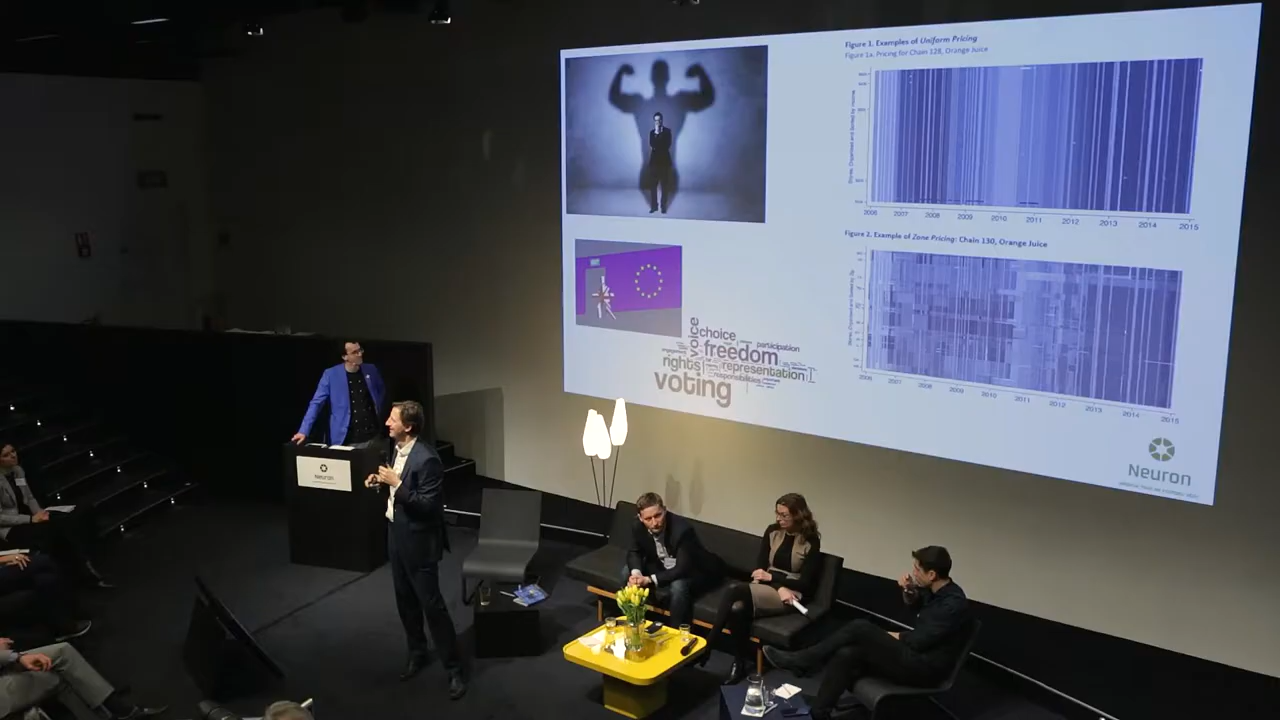 Figure 1. Examples of Uniform Pricing
Figure 1a. Pricing for Chain 128, Orange Juice
2006 2007 2008 2009 2010 2011 2012 2013 2014 2015
Figure 2. Example of Zone Pricing: Chain 130, Orange Juice
2006 2007 2008 2009 2010 2011 2012 2013 2014 2015
voice
choice
participation
freedom
rights
representation
responsibilities
voting
Neuron
Neuron